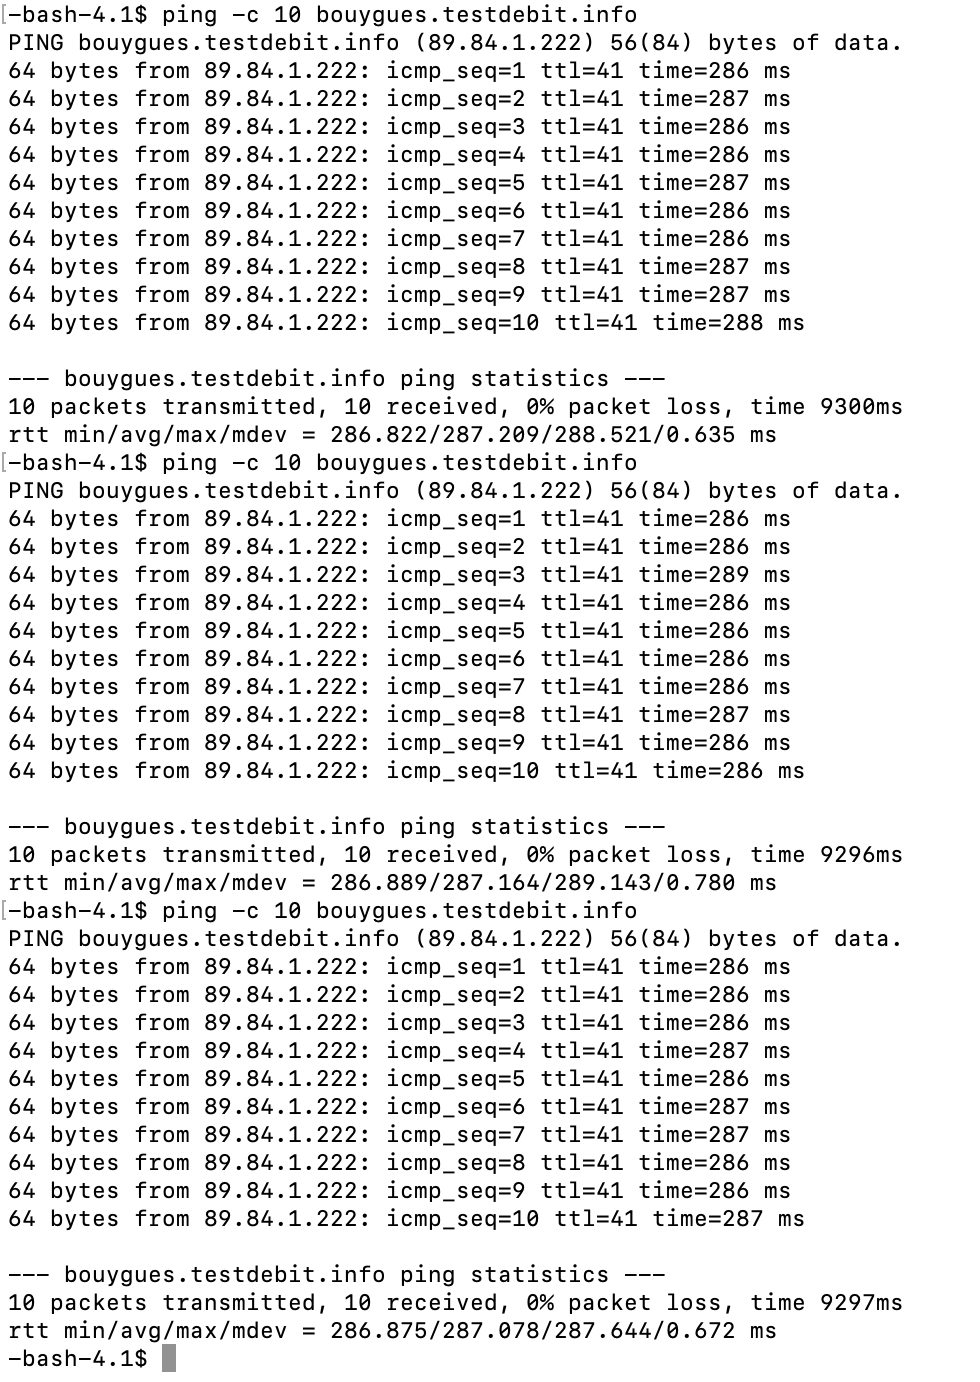 [-bash-4.1$ ping -c 10 bouygues.testdebit.info
PING bouygues.testdebit.info (89.84.1.222) 56(84) bytes of data.
64 bytes from 89.84.1.222: icmp_seq=1 ttl=41 time=286 ms
64 bytes from 89.84.1.222: icmp_seq=2 ttl=41 time=287 ms
64 bytes from 89.84.1.222: icmp_seq=3 ttl=41 time=286 ms
64 bytes from 89.84.1.222: icmp_seq=4 ttl=41 time=286 ms
64 bytes from 89.84.1.222: icmp_seq=5 ttl=41 time=287 ms
64 bytes from 89.84.1.222: icmp_seq=6 ttl=41 time=286 ms
64 bytes from 89.84.1.222: icmp_seq=7 ttl=41 time=286 ms
64 bytes from 89.84.1.222: icmp_seq=8 ttl=41 time=287 ms
64 bytes from 89.84.1.222: icmp_seq=9 ttl=41 time=287 ms
64 bytes from 89.84.1.222: icmp_seq=10 ttl=41 time=288 ms

--- bouygues.testdebit.info ping statistics ---
10 packets transmitted, 10 received, 0% packet loss, time 9300ms
rtt min/avg/max/mdev = 286.822/287.209/288.521/0.635 ms
[-bash-4.1$ ping -c 10 bouygues.testdebit.info
PING bouygues.testdebit.info (89.84.1.222) 56(84) bytes of data.
64 bytes from 89.84.1.222: icmp_seq=1 ttl=41 time=286 ms
64 bytes from 89.84.1.222: icmp_seq=2 ttl=41 time=286 ms
64 bytes from 89.84.1.222: icmp_seq=3 ttl=41 time=289 ms
64 bytes from 89.84.1.222: icmp_seq=4 ttl=41 time=286 ms
64 bytes from 89.84.1.222: icmp_seq=5 ttl=41 time=286 ms
64 bytes from 89.84.1.222: icmp_seq=6 ttl=41 time=286 ms
64 bytes from 89.84.1.222: icmp_seq=7 ttl=41 time=286 ms
64 bytes from 89.84.1.222: icmp_seq=8 ttl=41 time=287 ms
64 bytes from 89.84.1.222: icmp_seq=9 ttl=41 time=286 ms
64 bytes from 89.84.1.222: icmp_seq=10 ttl=41 time=286 ms

--- bouygues.testdebit.info ping statistics ---
10 packets transmitted, 10 received, 0% packet loss, time 9296ms
rtt min/avg/max/mdev = 286.889/287.164/289.143/0.780 ms
[-bash-4.1$ ping -c 10 bouygues.testdebit.info
PING bouygues.testdebit.info (89.84.1.222) 56(84) bytes of data.
64 bytes from 89.84.1.222: icmp_seq=1 ttl=41 time=286 ms
64 bytes from 89.84.1.222: icmp_seq=2 ttl=41 time=286 ms
64 bytes from 89.84.1.222: icmp_seq=3 ttl=41 time=286 ms
64 bytes from 89.84.1.222: icmp_seq=4 ttl=41 time=287 ms
64 bytes from 89.84.1.222: icmp_seq=5 ttl=41 time=286 ms
64 bytes from 89.84.1.222: icmp_seq=6 ttl=41 time=287 ms
64 bytes from 89.84.1.222: icmp_seq=7 ttl=41 time=287 ms
64 bytes from 89.84.1.222: icmp_seq=8 ttl=41 time=286 ms
64 bytes from 89.84.1.222: icmp_seq=9 ttl=41 time=286 ms
64 bytes from 89.84.1.222: icmp_seq=10 ttl=41 time=287 ms

--- bouygues.testdebit.info ping statistics ---
10 packets transmitted, 10 received, 0% packet loss, time 9297ms
rtt min/avg/max/mdev = 286.875/287.078/287.644/0.672 ms
-bash-4.1$